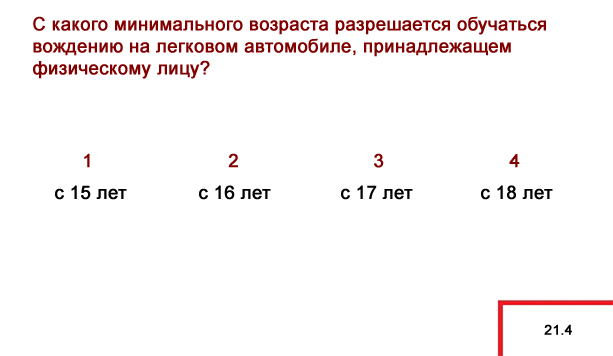 С какого минимального возраста разрешается обучаться
вождению на легковом автомобиле, принадлежащем
физическому лицу?
1 2 3 4
с 15 лет с 16 лет с 17 лет с 18 лет
21.4